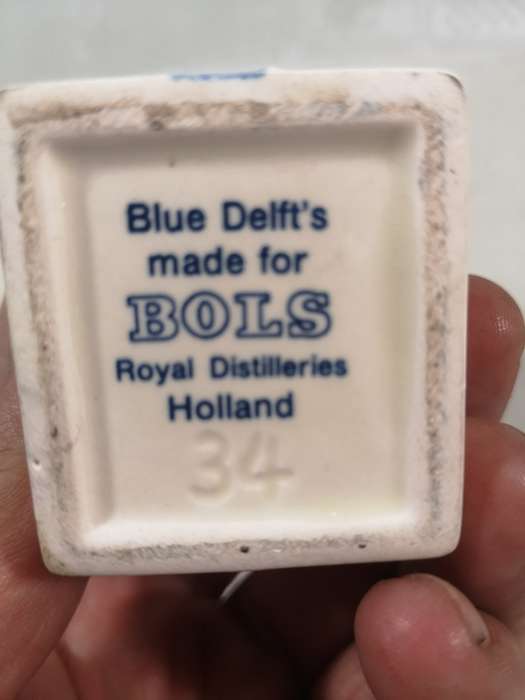 Blue Delft's
made for
BOLS
Royal Distilleries
Holland
34